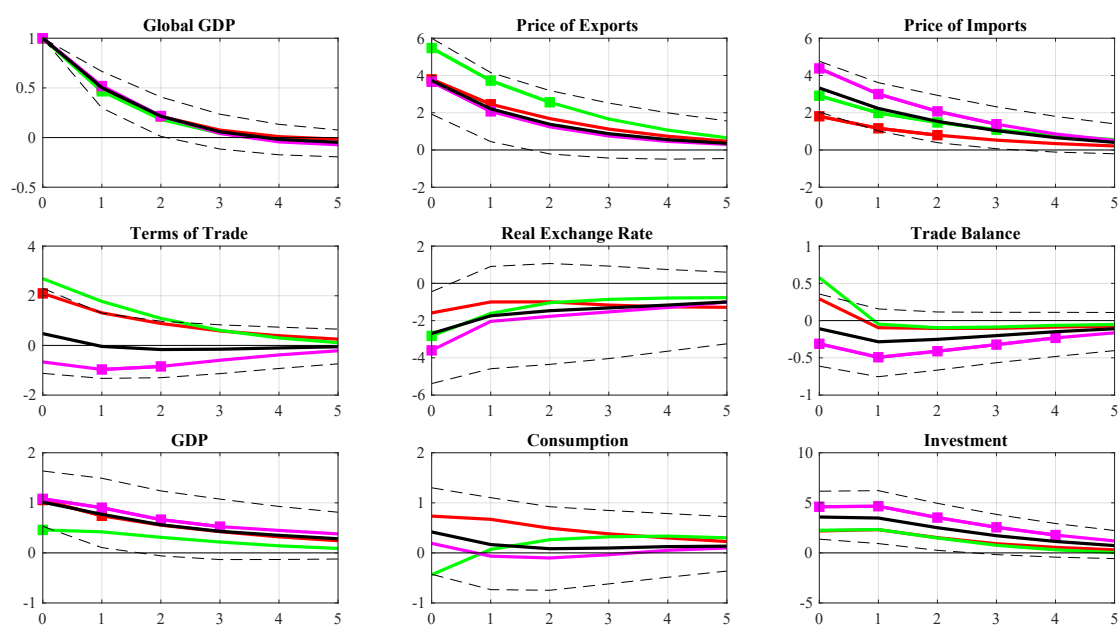 Global GDP
1
0.5
0
-0.5
0 1 2 3 4 5
Price of Exports
6
4
2
0
-2
0 1 2 3 4 5
Price of Imports
6
4
2
0
-2
0 1 2 3 4 5
Terms of Trade
4
2
0
-2
0 1 2 3 4 5
Real Exchange Rate
2
0
-2
-4
-6
0 1 2 3 4 5
Trade Balance
1
0.5
0
-0.5
-1
0 1 2 3 4 5
GDP
2
1
0
-1
0 1 2 3 4 5
Consumption
2
1
0
-1
0 1 2 3 4 5
Investment
10
5
0
-5
0 1 2 3 4 5